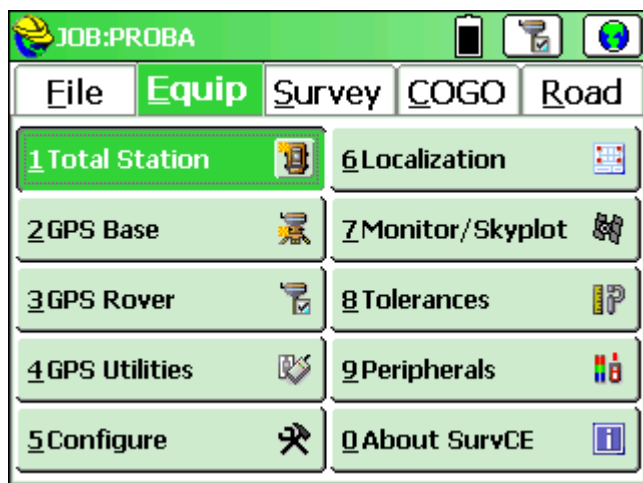 JOB:PROBA
File Equip Survey COGO Road
1 Total Station
2 GPS Base
3 GPS Rover
4 GPS Utilities
5 Configure
6 Localization
7 Monitor/Skyplot
8 Tolerances
9 Peripherals
0 About SurvCE